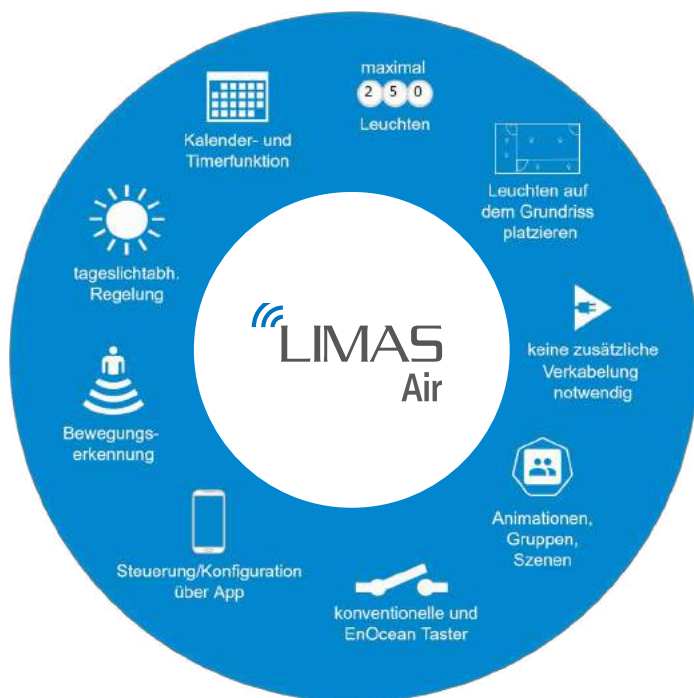 maximal
2 5 0
Leuchten
Leuchten auf
dem Grundriss
platzieren
keine zusätzliche
Verkabelung
notwendig
Animationen,
Gruppen,
Szenen
konventionelle und
EnOcean Taster
Steuerung/Konfiguration
über App
Bewegungs-
erkennung
tageslichtabh.
Regelung
Kalender- und
Timerfunktion
LIMAS
Air